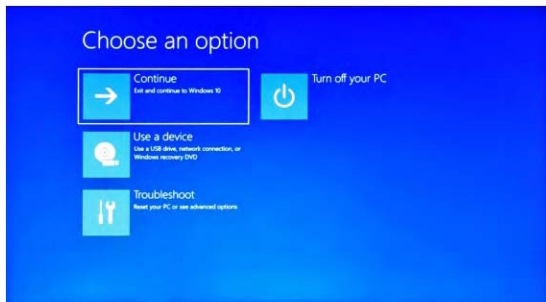 Choose an option
Continue
Exit and continue to Windows 10
Turn off your PC
Use a device
Use a USB drive, network connection, or
Windows recovery DVD
Troubleshoot
Reset your PC or see advanced options